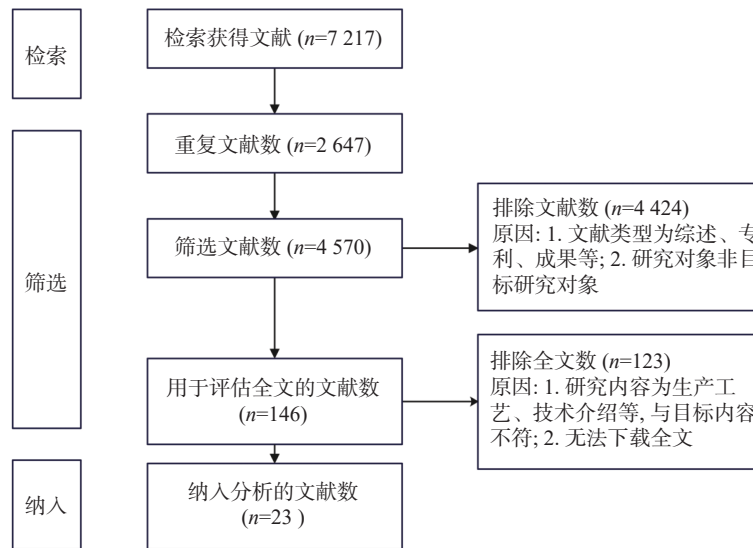 检索
检索获得文献 (n=7 217)
重复文献数 (n=2 647)
筛选
筛选文献数 (n=4 570)
排除文献数 (n=4 424)
原因: 1. 文献类型为综述、专
利、成果等; 2. 研究对象非目
标研究对象
用于评估全文的文献数
(n=146)
排除全文数 (n=123)
原因: 1. 研究内容为生产工
艺、技术介绍等, 与目标内容
不符; 2. 无法下载全文
纳入
纳入分析的文献数
(n=23 )